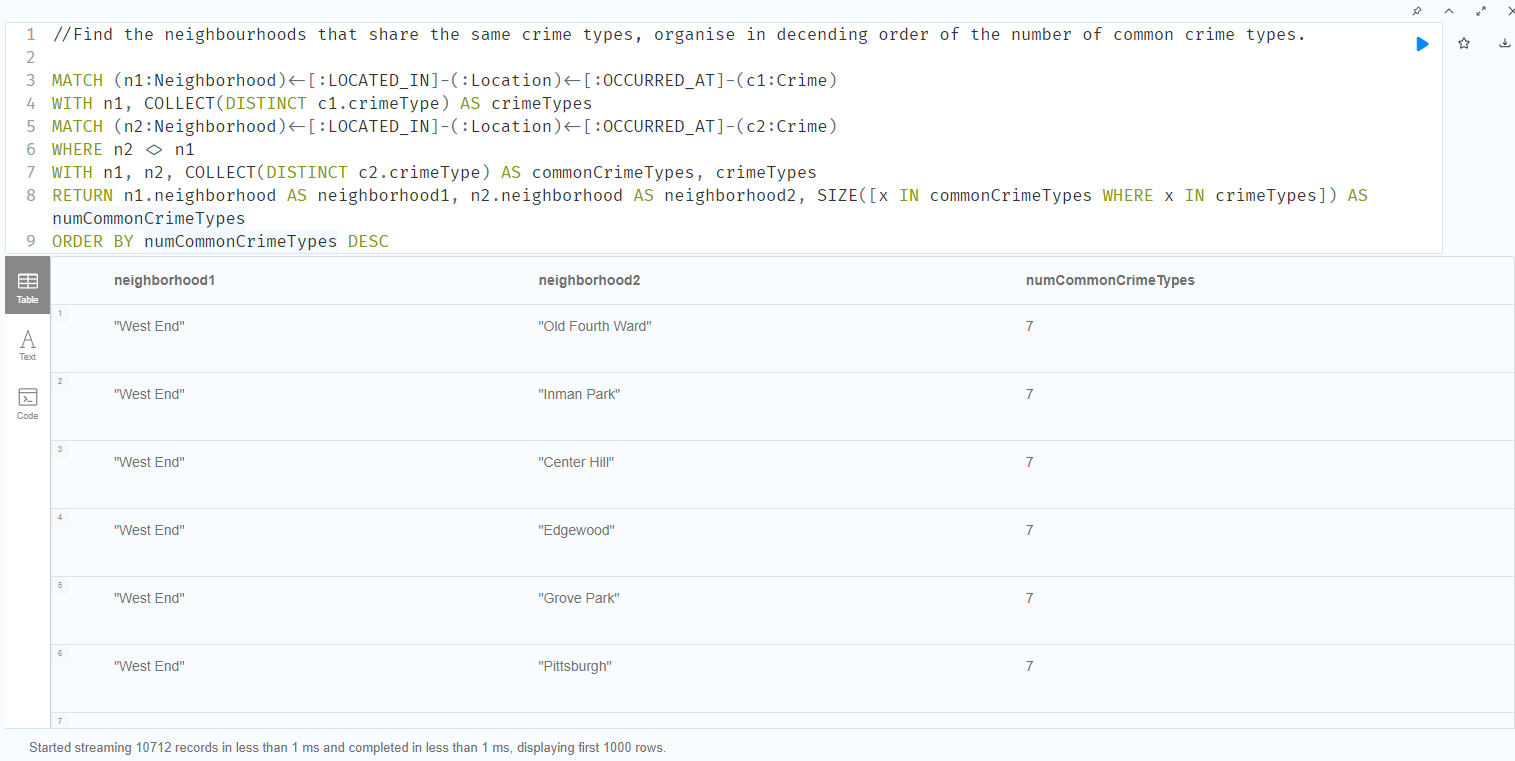 1 //Find the neighbourhoods that share the same crime types, organise in decending order of the number of common crime types.
2
3 MATCH (n1:Neighborhood)<-[:LOCATED_IN]-(:Location)<-[:OCCURRED_AT]-(c1:Crime)
4 WITH n1, COLLECT(DISTINCT c1.crimeType) AS crimeTypes
5 MATCH (n2:Neighborhood)<-[:LOCATED_IN]-(:Location)<-[:OCCURRED_AT]-(c2:Crime)
6 WHERE n2 <> n1
7 WITH n1, n2, COLLECT(DISTINCT c2.crimeType) AS commonCrimeTypes, crimeTypes
8 RETURN n1.neighborhood AS neighborhood1, n2.neighborhood AS neighborhood2, SIZE([x IN commonCrimeTypes WHERE x IN crimeTypes]) AS
numCommonCrimeTypes
9 ORDER BY numCommonCrimeTypes DESC
Table
Text
Code
neighborhood1 neighborhood2 numCommonCrimeTypes
1 "West End" "Old Fourth Ward" 7
2 "West End" "Inman Park" 7
3 "West End" "Center Hill" 7
4 "West End" "Edgewood" 7
5 "West End" "Grove Park" 7
6 "West End" "Pittsburgh" 7
7
Started streaming 10712 records in less than 1 ms and completed in less than 1 ms, displaying first 1000 rows.